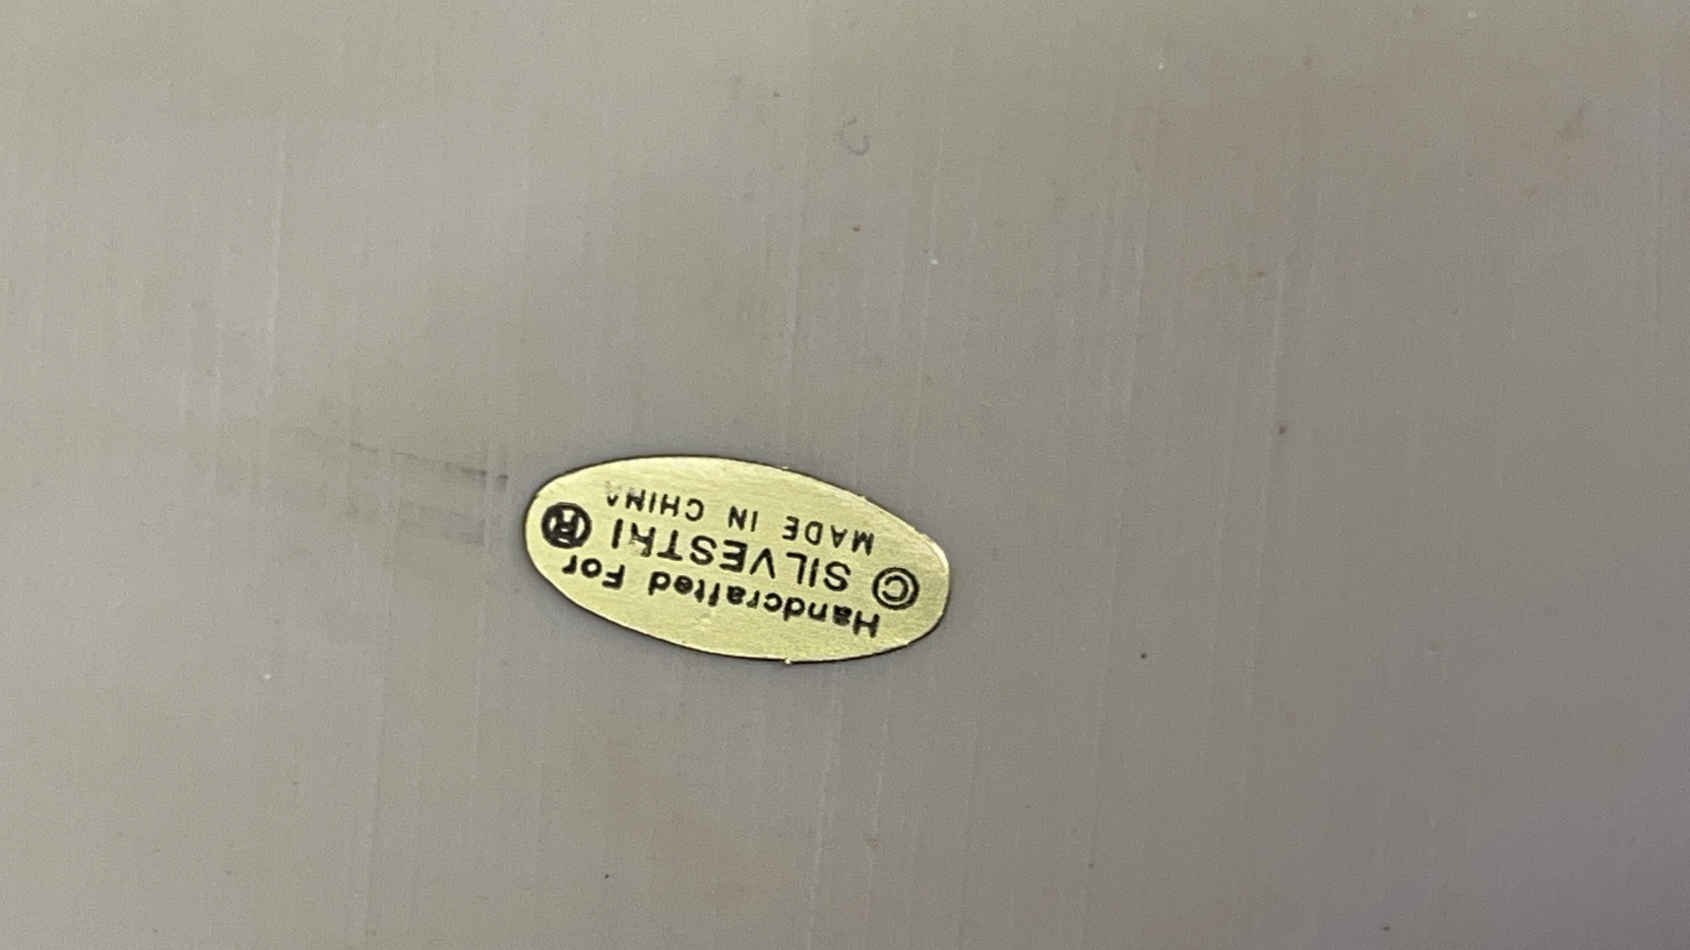 Handcrafted For
© SILVESTRI ®
MADE IN CHINA